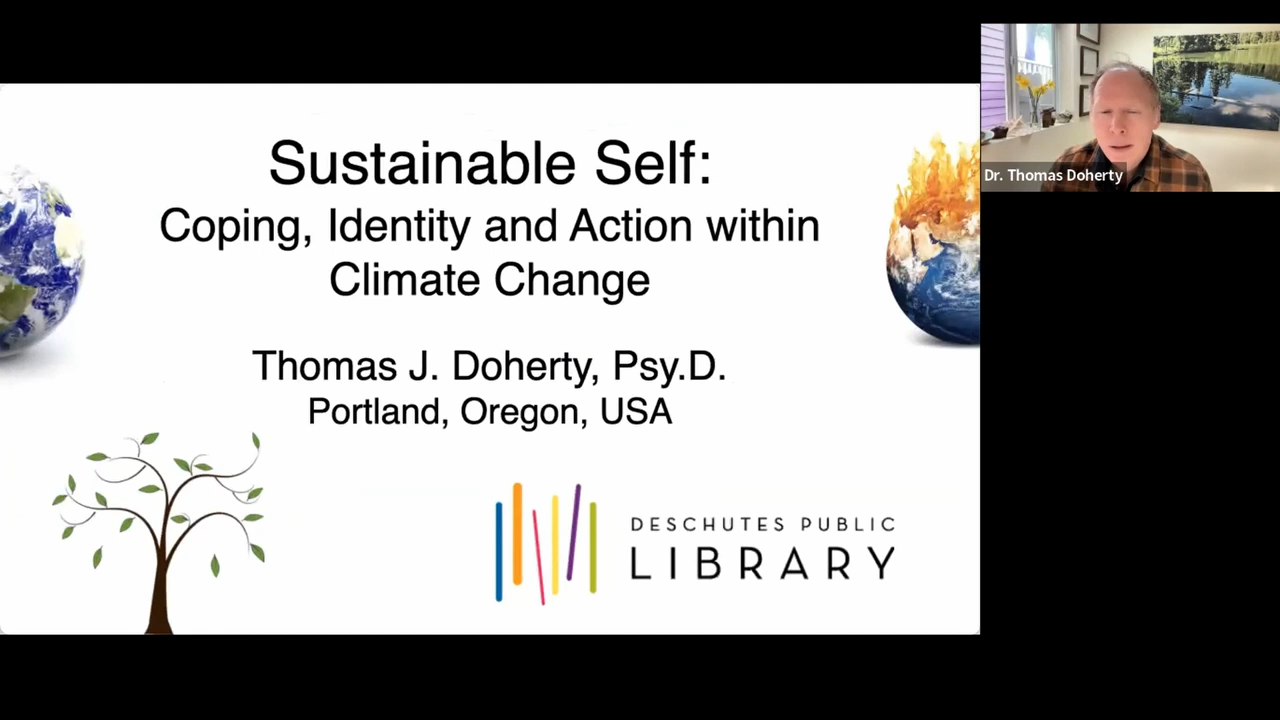 Sustainable Self:
Coping, Identity and Action within
Climate Change
Thomas J. Doherty, Psy.D.
Portland, Oregon, USA
DESCHUTES PUBLIC
LIBRARY
Dr. Thomas Doherty